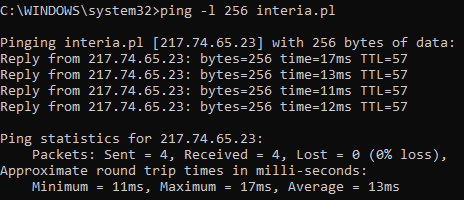 C:\WINDOWS\system32>ping -l 256 interia.pl
Pinging interia.pl [217.74.65.23] with 256 bytes of data:
Reply from 217.74.65.23: bytes=256 time=17ms TTL=57
Reply from 217.74.65.23: bytes=256 time=13ms TTL=57
Reply from 217.74.65.23: bytes=256 time=11ms TTL=57
Reply from 217.74.65.23: bytes=256 time=12ms TTL=57
Ping statistics for 217.74.65.23:
    Packets: Sent = 4, Received = 4, Lost = 0 (0% loss),
Approximate round trip times in milli-seconds:
    Minimum = 11ms, Maximum = 17ms, Average = 13ms